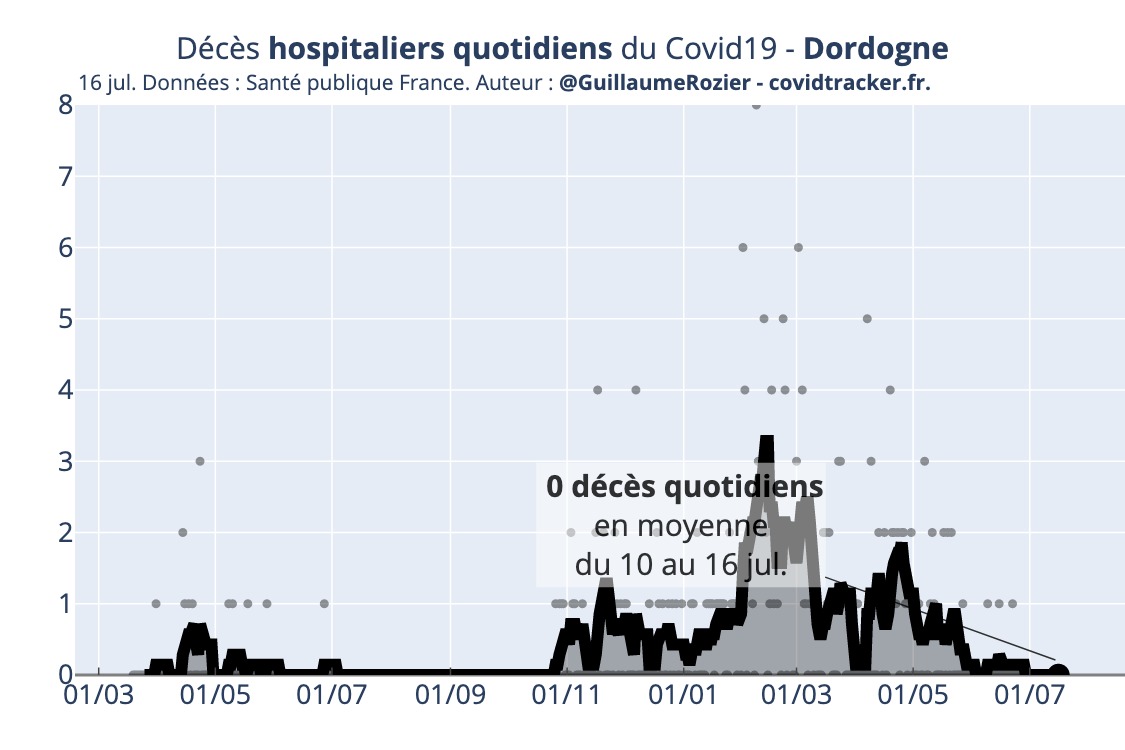 Décès hospitaliers quotidiens du Covid19 - Dordogne
16 jul. Données : Santé publique France. Auteur : @GuillaumeRozier - covidtracker.fr.
8
7
6
5
4
3
0 décès quotidiens
en moyenne
2
du 10 au 16 jul.
1
0
01/03 01/05 01/07 01/09 01/11 01/01 01/03 01/05 01/07